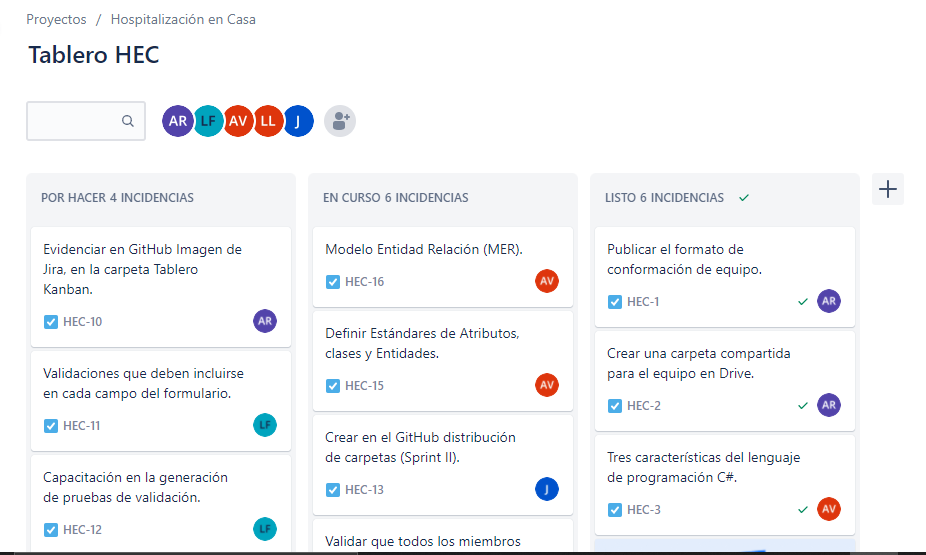 Proyectos / Hospitalización en Casa
Tablero HEC
AR LF AV LL J
POR HACER 4 INCIDENCIAS
Evidenciar en GitHub Imagen de
Jira, en la carpeta Tablero
Kanban.
HEC-10
AR
Validaciones que deben incluirse
en cada campo del formulario.
HEC-11
LF
Capacitación en la generación
de pruebas de validación.
HEC-12
LF
EN CURSO 6 INCIDENCIAS
Modelo Entidad Relación (MER).
HEC-16
AV
Definir Estándares de Atributos,
clases y Entidades.
HEC-15
AV
Crear en el GitHub distribución
de carpetas (Sprint II).
HEC-13
J
Validar que todos los miembros
LISTO 6 INCIDENCIAS
Publicar el formato de
conformación de equipo.
HEC-1
AR
Crear una carpeta compartida
para el equipo en Drive.
HEC-2
AR
Tres características del lenguaje
de programación C#.
HEC-3
AV